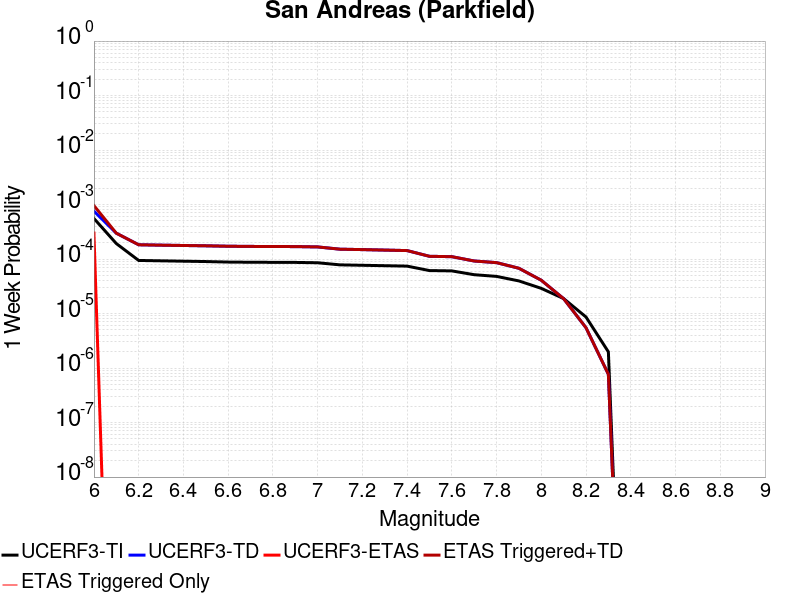 San Andreas (Parkfield)
10^0
10^-1
10^-2
10^-3
10^-4
10^-5
10^-6
10^-7
10^-8
1 Week Probability
6 6.2 6.4 6.6 6.8 7 7.2 7.4 7.6 7.8 8 8.2 8.4 8.6 8.8 9
Magnitude
UCERF3-TI UCERF3-TD UCERF3-ETAS ETAS Triggered+TD
ETAS Triggered Only